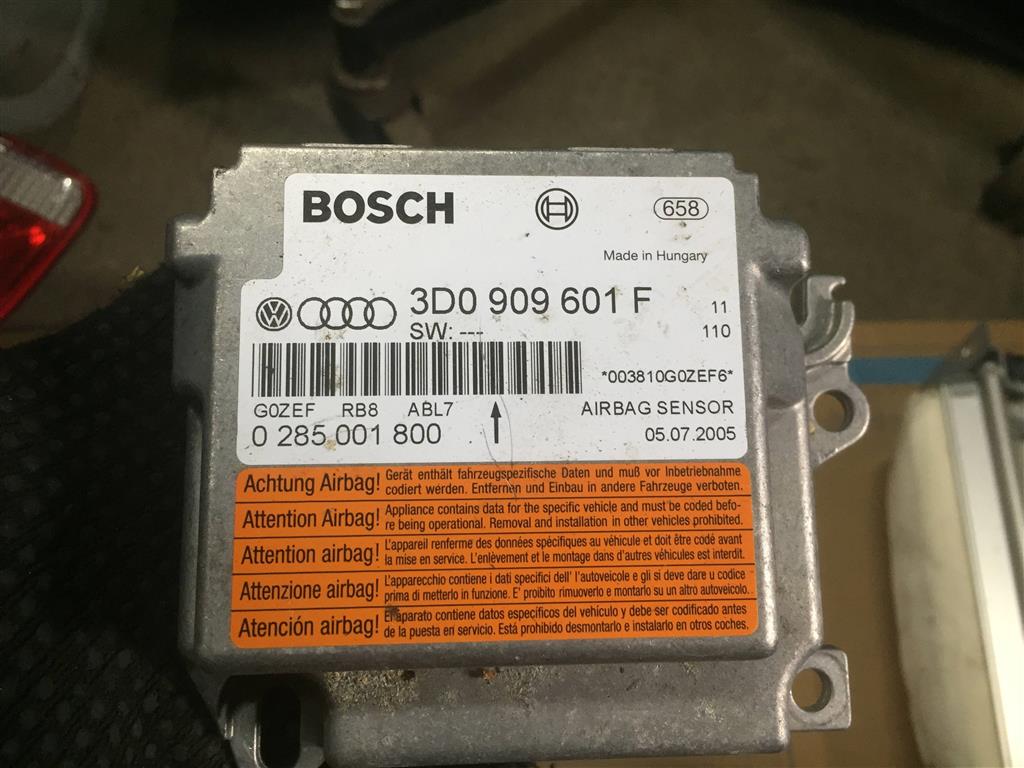 BOSCH
658
Made in Hungary
3D0 909 601 F
11
SW: ---
110
*003810G0ZEF6*
G0ZEF RB8 ABL7
AIRBAG SENSOR
0 285 001 800
05.07.2005
Achtung Airbag! Gerät enthält fahrzeugspezifische Daten und muß vor Inbetriebnahme
codiert werden. Entfernen und Einbau in andere Fahrzeuge verboten.
Attention Airbag! Appliance contains data for the specific vehicle and must be coded befo-
re being operational. Removal and installation in other vehicles prohibited.
Attention airbag! L'appareil renferme des données spécifiques au véhicule et doit être codé avant
la mise en service. L'enlèvement et le montage dans d'autres véhicules est interdit.
Attenzione airbag! L'apparecchio contiene i dati specifici dell' l'autoveicolo e gli si deve dare u codice
prima di metterlo in funzione. E' proibito rimuoverlo e montarlo su un altro autoveicolo.
Atención airbag! El aparato contiene datos específicos del vehículo y debe ser codificado antes
de la puesta en servicio. Está prohibido desmontarlo e instalarlo en otros coches.